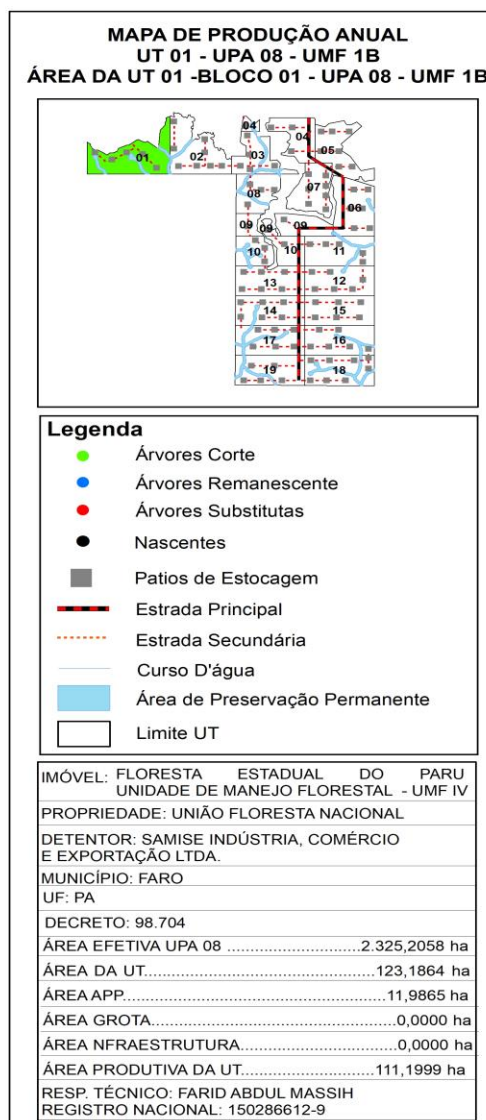 MAPA DE PRODUÇÃO ANUAL
UT 01 - UPA 08 - UMF 1B
ÁREA DA UT 01 -BLOCO 01 - UPA 08 - UMF 1B
04
04
01
02
03
05
07
08
06
09
09
09
10
10
11
13
12
14
15
17
16
19
18
Legenda
Árvores Corte
Árvores Remanescente
Árvores Substitutas
Nascentes
Patios de Estocagem
Estrada Principal
Estrada Secundária
Curso D'água
Área de Preservação Permanente
Limite UT
IMÓVEL: FLORESTA ESTADUAL DO PARU
UNIDADE DE MANEJO FLORESTAL - UMF IV
PROPRIEDADE: UNIÃO FLORESTA NACIONAL
DETENTOR: SAMISE INDÚSTRIA, COMÉRCIO
E EXPORTAÇÃO LTDA.
MUNICÍPIO: FARO
UF: PA
DECRETO: 98.704
ÁREA EFETIVA UPA 08 ......................2.325,2058 ha
ÁREA DA UT......................................123,1864 ha
ÁREA APP..........................................11,9865 ha
ÁREA GROTA......................................0,0000 ha
ÁREA NFRAESTRUTURA.......................0,0000 ha
ÁREA PRODUTIVA DA UT....................111,1999 ha
RESP. TÉCNICO: FARID ABDUL MASSIH
REGISTRO NACIONAL: 150286612-9